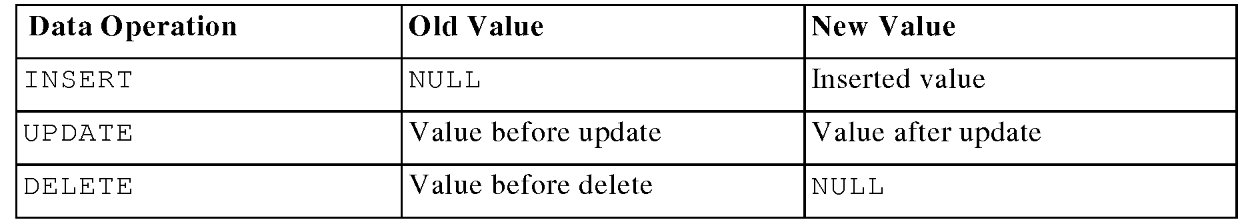 Data Operation Old Value New Value
INSERT NULL Inserted value
UPDATE Value before update Value after update
DELETE Value before delete NULL